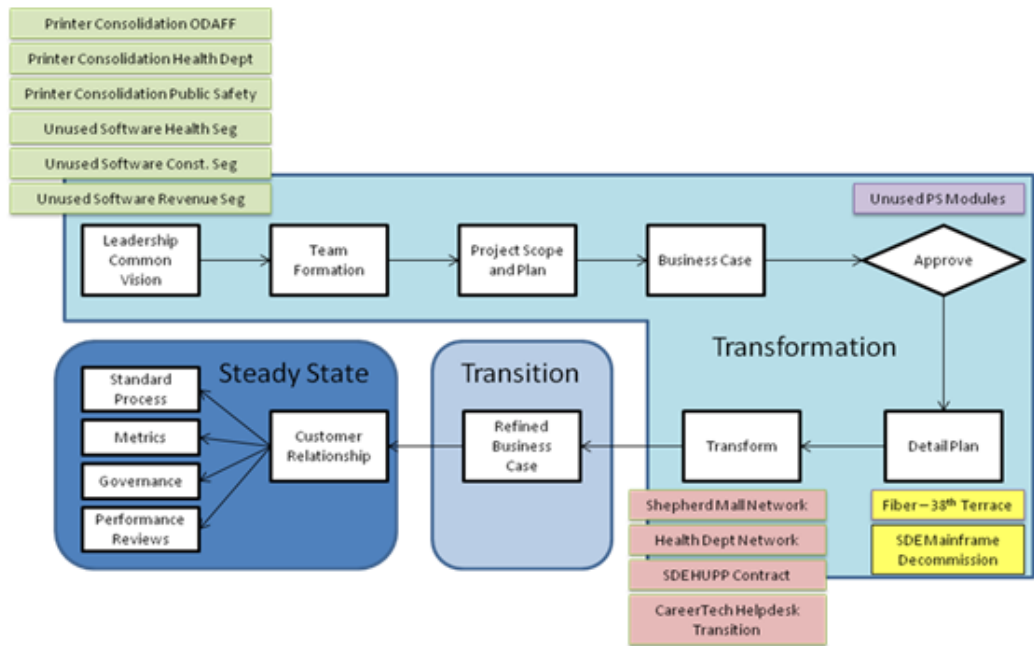 Printer Consolidation ODAFF
Printer Consolidation Health Dept
Printer Consolidation Public Safety
Unused Software Health Seg
Unused Software Const. Seg
Unused Software Revenue Seg
Unused PS Modules
Leadership
Common
Vision
Team
Formation
Project Scope
and Plan
Business Case
Approve
Transformation
Steady State
Transition
Standard
Process
Metrics
Governance
Performance
Reviews
Customer
Relationship
Refined
Business
Case
Transform
Detail Plan
Shepherd Mall Network
Health Dept Network
SDE HUPP Contract
CareerTech Helpdesk
Transition
Fiber – 38th Terrace
SDE Mainframe
Decommission